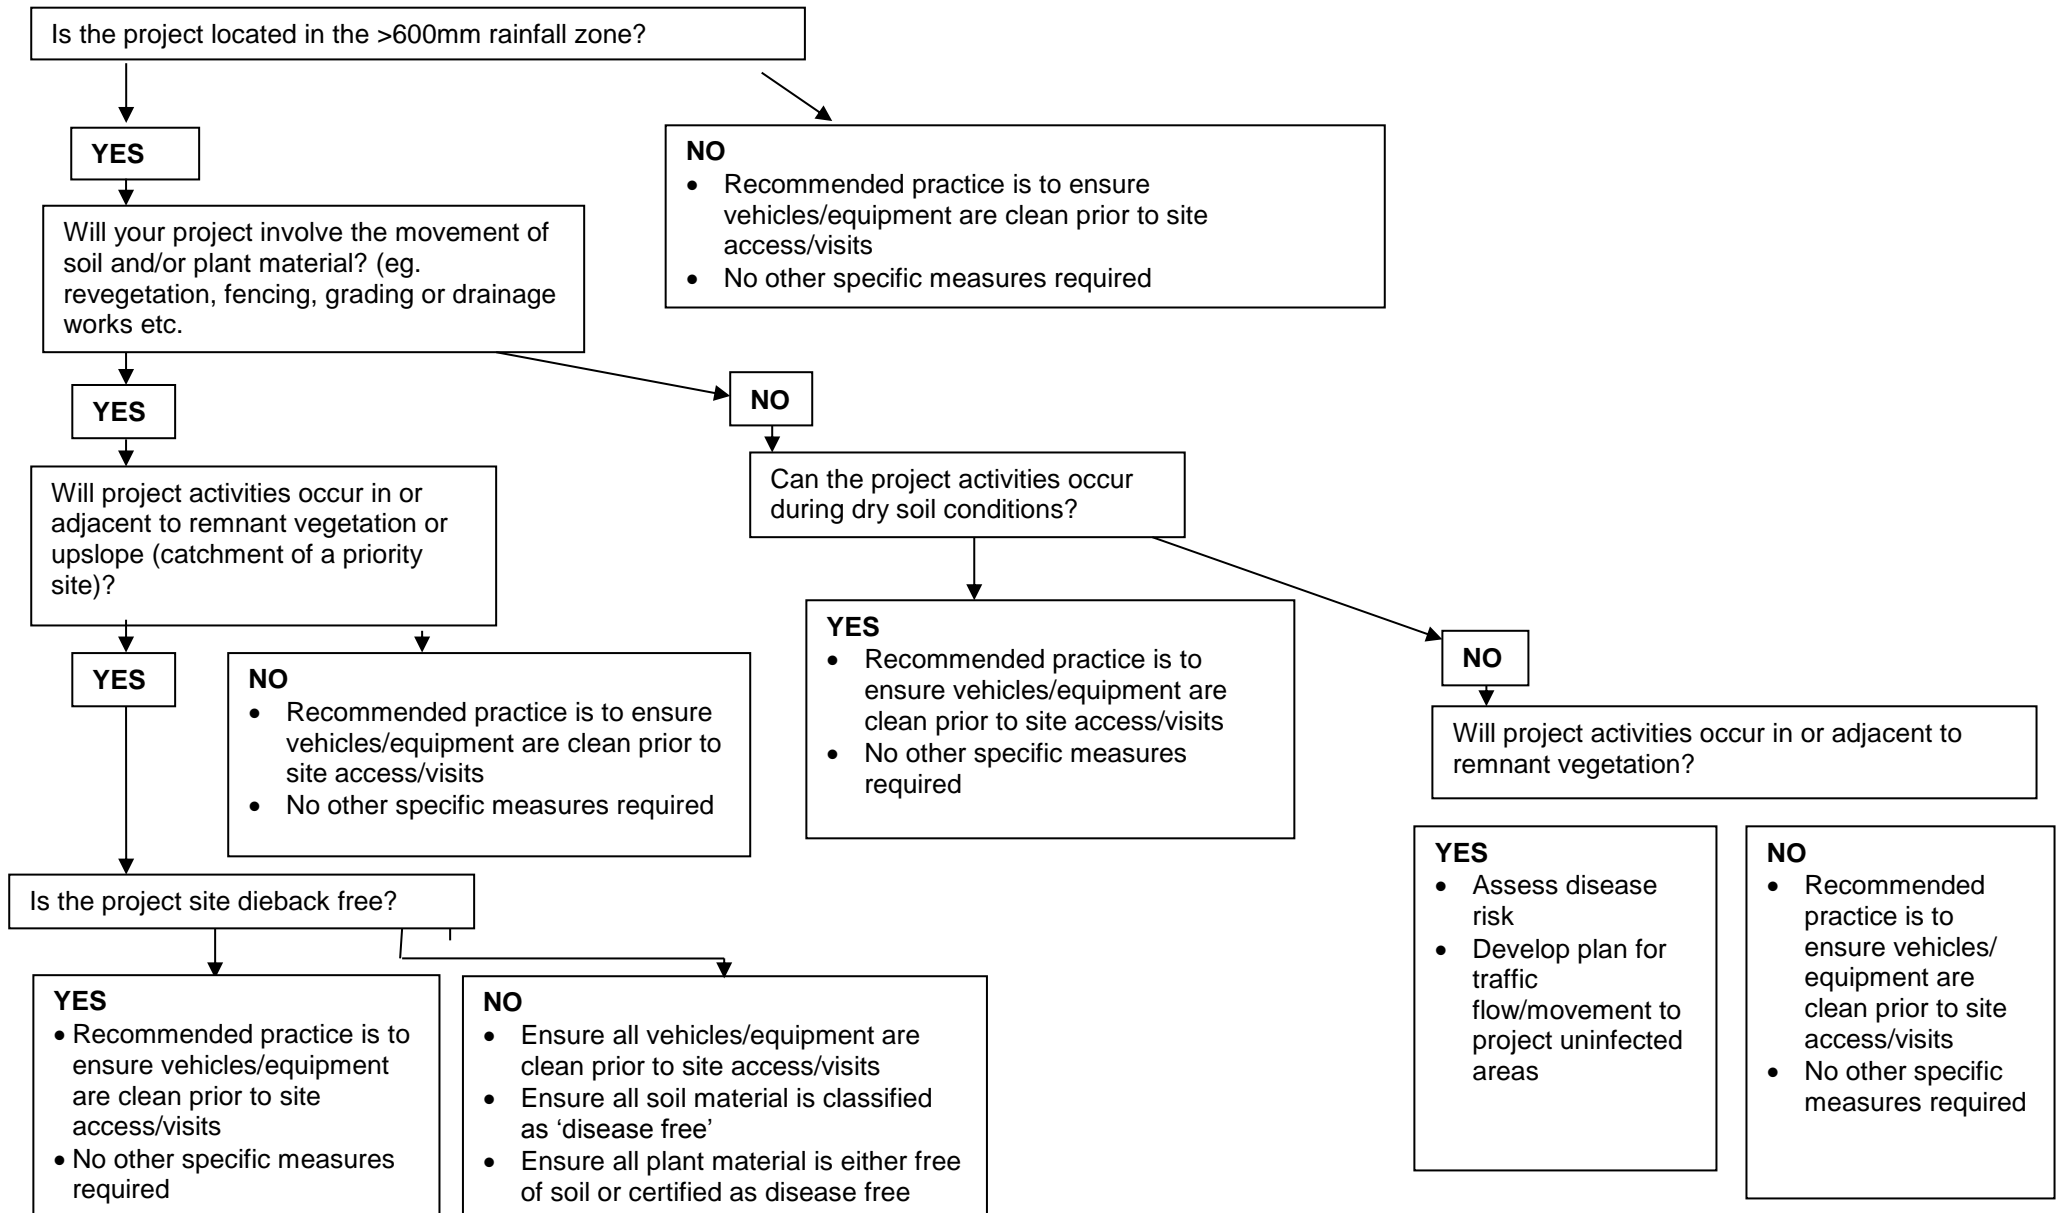 Is the project located in the >600mm rainfall zone?
YES
NO
• Recommended practice is to ensure
vehicles/equipment are clean prior to site
access/visits
• No other specific measures required
Will your project involve the movement of
soil and/or plant material? (eg.
revegetation, fencing, grading or drainage
works etc.
YES
NO
Will project activities occur in or
adjacent to remnant vegetation or
upslope (catchment of a priority
site)?
Can the project activities occur
during dry soil conditions?
YES
NO
• Recommended practice is to ensure
vehicles/equipment are clean prior to
site access/visits
• No other specific measures required
YES
• Recommended practice is to
ensure vehicles/equipment are
clean prior to site access/visits
• No other specific measures
required
NO
Will project activities occur in or adjacent to
remnant vegetation?
YES
• Assess disease
risk
• Develop plan for
traffic
flow/movement to
project uninfected
areas
NO
• Recommended
practice is to
ensure vehicles/
equipment are
clean prior to site
access/visits
• No other specific
measures required
Is the project site dieback free?
YES
• Recommended practice is to
ensure vehicles/equipment
are clean prior to site
access/visits
• No other specific measures
required
NO
• Ensure all vehicles/equipment are
clean prior to site access/visits
• Ensure all soil material is classified
as ‘disease free’
• Ensure all plant material is either free
of soil or certified as disease free